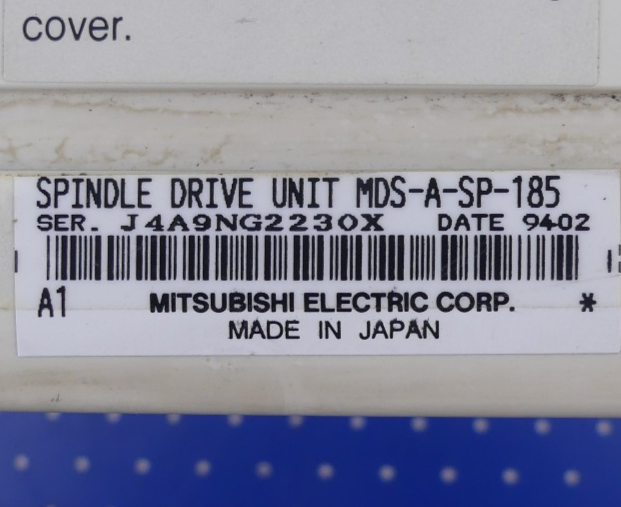 cover.
SPINDLE DRIVE UNIT MDS-A-SP-185
SER. J4A9NG2230X DATE 9402
A1 MITSUBISHI ELECTRIC CORP. *
MADE IN JAPAN